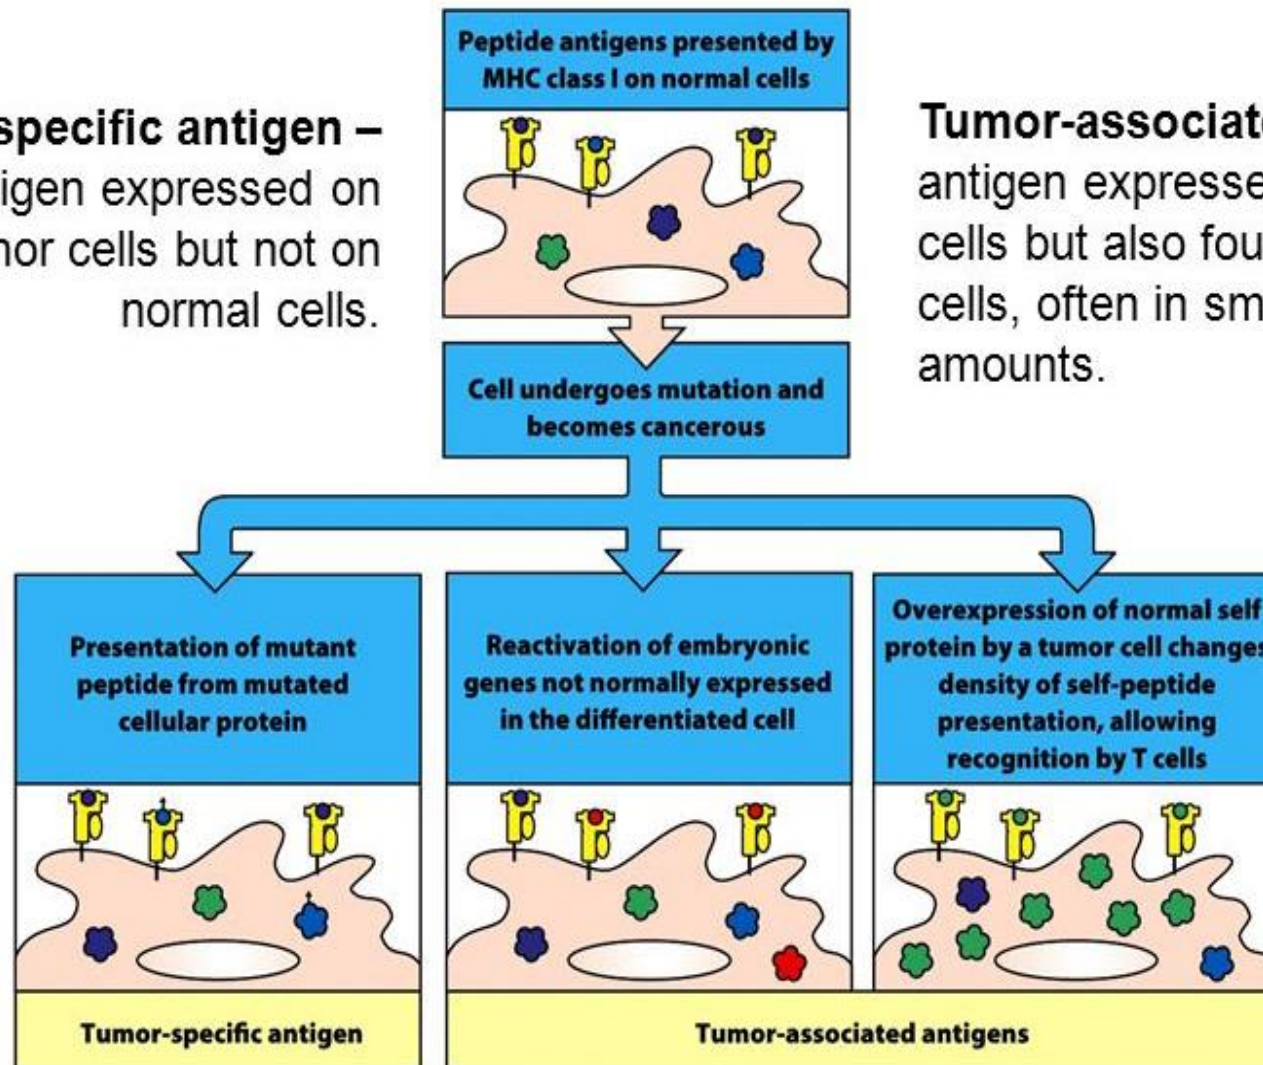 Peptide antigens presented by
MHC class I on normal cells
specific antigen –
igen expressed on
nor cells but not on
normal cells.
Tumor-associate
antigen expresse
cells but also fou
cells, often in sm
amounts.
Cell undergoes mutation and
becomes cancerous
Presentation of mutant
peptide from mutated
cellular protein
Reactivation of embryonic
genes not normally expressed
in the differentiated cell
Overexpression of normal self
protein by a tumor cell changes
density of self-peptide
presentation, allowing
recognition by T cells
Tumor-specific antigen
Tumor-associated antigens